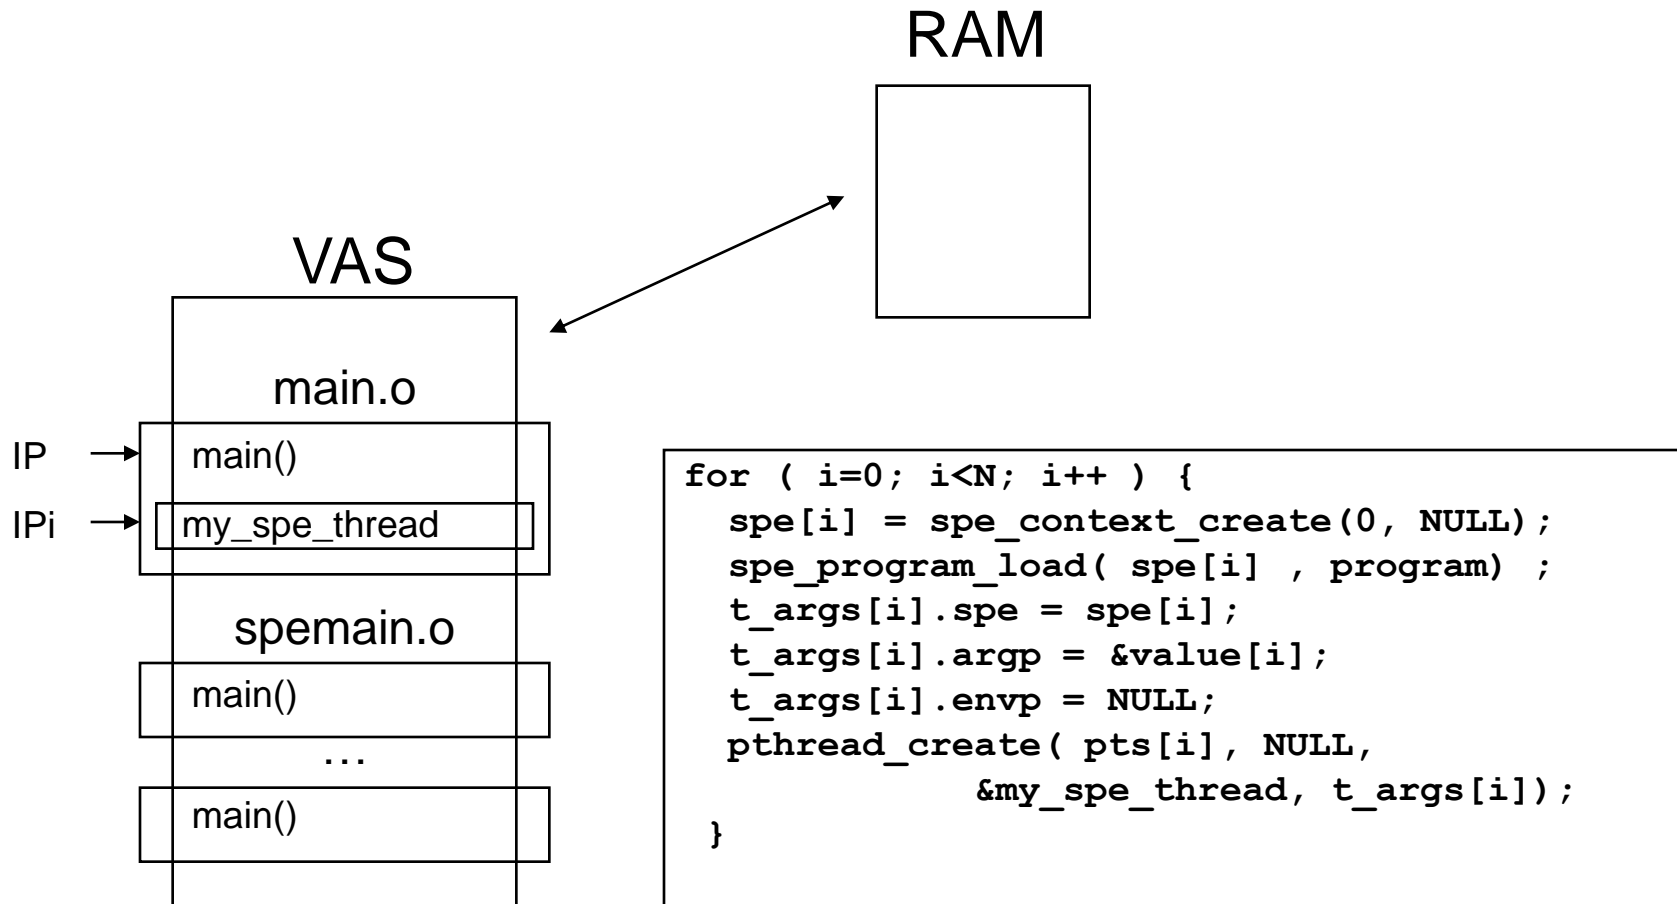 RAM
VAS
main.o
IP
main()
IPi
my_spe_thread
spemain.o
main()
...
main()
for ( i=0; i<N; i++ ) {
spe[i] = spe_context_create(0, NULL);
spe_program_load( spe[i] , program) ;
t_args[i].spe = spe[i];
t_args[i].argp = &value[i];
t_args[i].envp = NULL;
pthread_create( pts[i], NULL,
&my_spe_thread, t_args[i]);
}